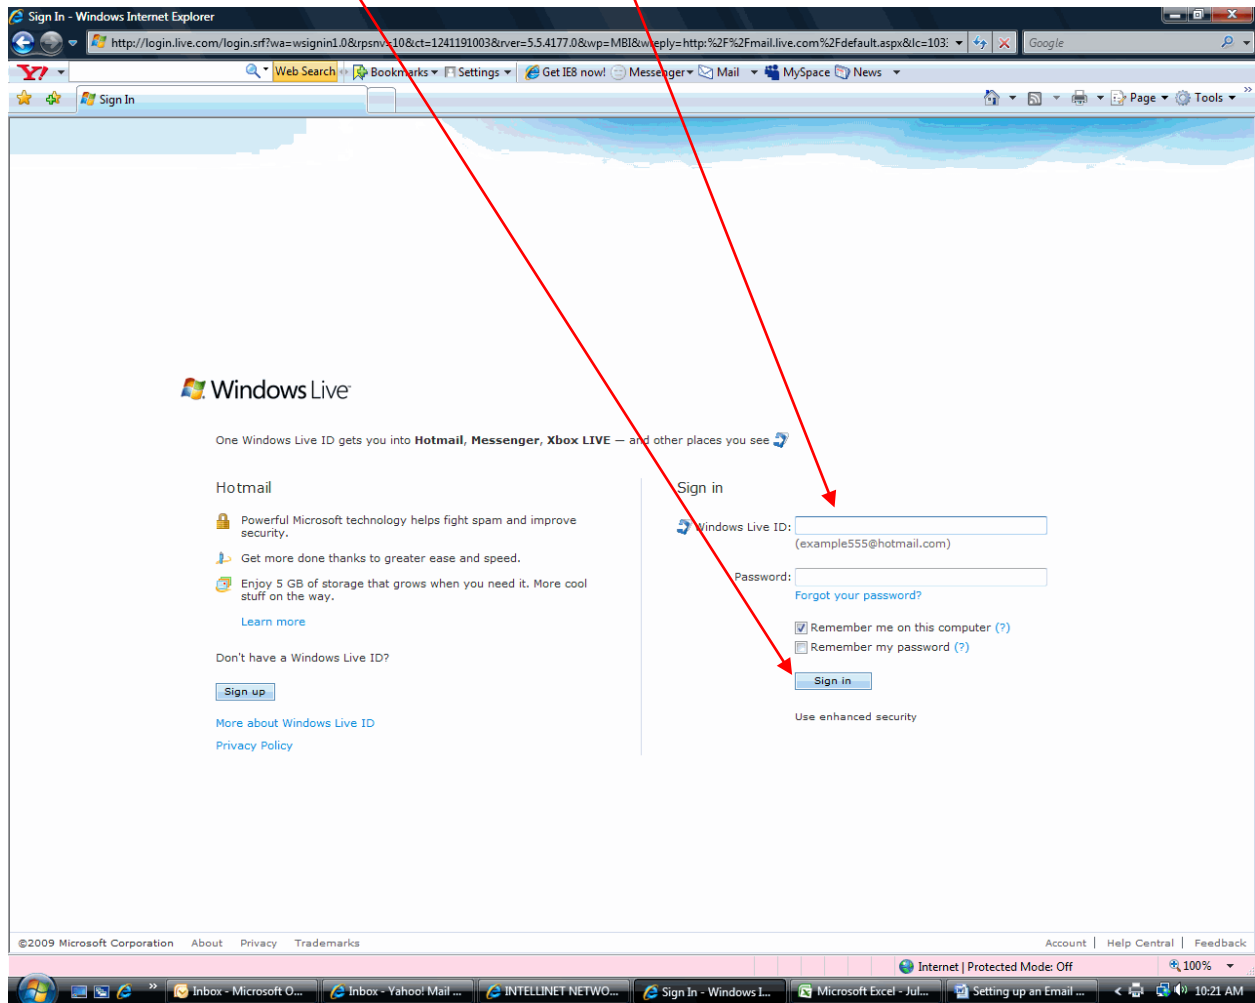 Sign In - Windows Internet Explorer
http://login.live.com/login.srf?wa=wsignin1.0&rpsnv=10&ct=1241191003&rver=5.5.4177.0&wp=MBI&wreply=http:%2F%2Fmail.live.com%2Fdefault.aspx&lc=103 Google
Y! Web Search Bookmarks Settings Get IE8 now! Messenger Mail MySpace News
Sign In Page Tools
Windows Live
One Windows Live ID gets you into Hotmail, Messenger, Xbox LIVE — and other places you see
Hotmail
Powerful Microsoft technology helps fight spam and improve
security.
Get more done thanks to greater ease and speed.
Enjoy 5 GB of storage that grows when you need it. More cool
stuff on the way.
Learn more
Don't have a Windows Live ID?
Sign up
More about Windows Live ID
Privacy Policy
Sign in
Windows Live ID:
(example555@hotmail.com)
Password:
Forgot your password?
Remember me on this computer (?)
Remember my password (?)
Sign in
Use enhanced security
©2009 Microsoft Corporation About Privacy Trademarks Account | Help Central | Feedback
Internet | Protected Mode: Off 100%
Inbox - Microsoft O... Inbox - Yahoo! Mail ... INTELLINET NETWO... Sign In - Windows I... Microsoft Excel - Jul... Setting up an Email ... 10:21 AM